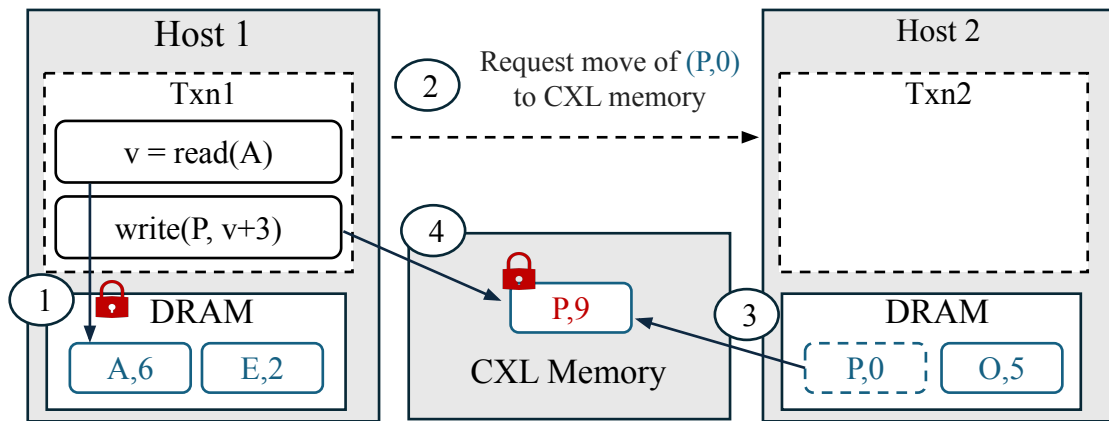 Host 1
Txn1
v = read(A)
write(P, v+3)
1
DRAM
A,6
E,2
2
Request move of (P,0)
to CXL memory
4
P,9
CXL Memory
3
Host 2
Txn2
DRAM
P,0
O,5